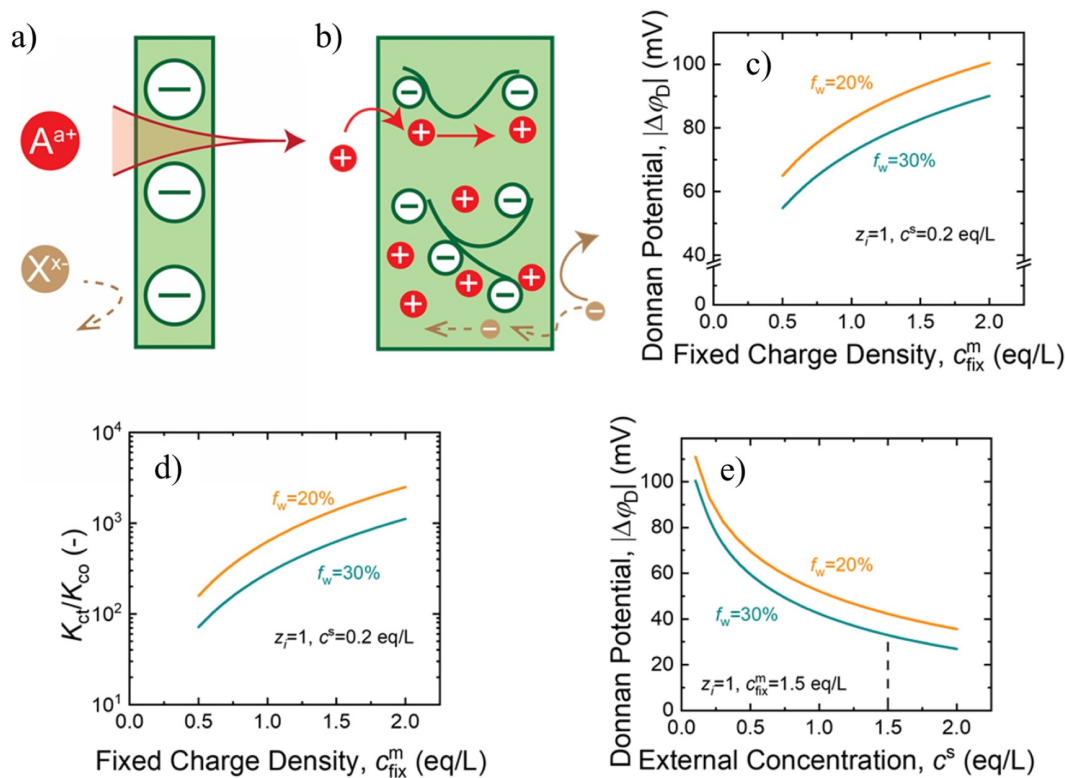 a)
b)
c)
A^a+
X^x-
−
−
−
+
+
+
−
−
+
−
−
−
−
+
+
+
+
−
−
Donnan Potential, |Δφ_D| (mV)
100
80
60
40
0
f_w=20%
f_w=30%
z_i=1, c^s=0.2 eq/L
0.0 0.5 1.0 1.5 2.0
Fixed Charge Density, c_fix^m (eq/L)
d)
K_ct/K_co (-)
10^4
10^3
10^2
10^1
f_w=20%
f_w=30%
z_i=1, c^s=0.2 eq/L
0.0 0.5 1.0 1.5 2.0
Fixed Charge Density, c_fix^m (eq/L)
e)
Donnan Potential, |Δφ_D| (mV)
100
80
60
40
20
0
f_w=20%
f_w=30%
z_i=1, c_fix^m=1.5 eq/L
0.0 0.5 1.0 1.5 2.0
External Concentration, c^s (eq/L)